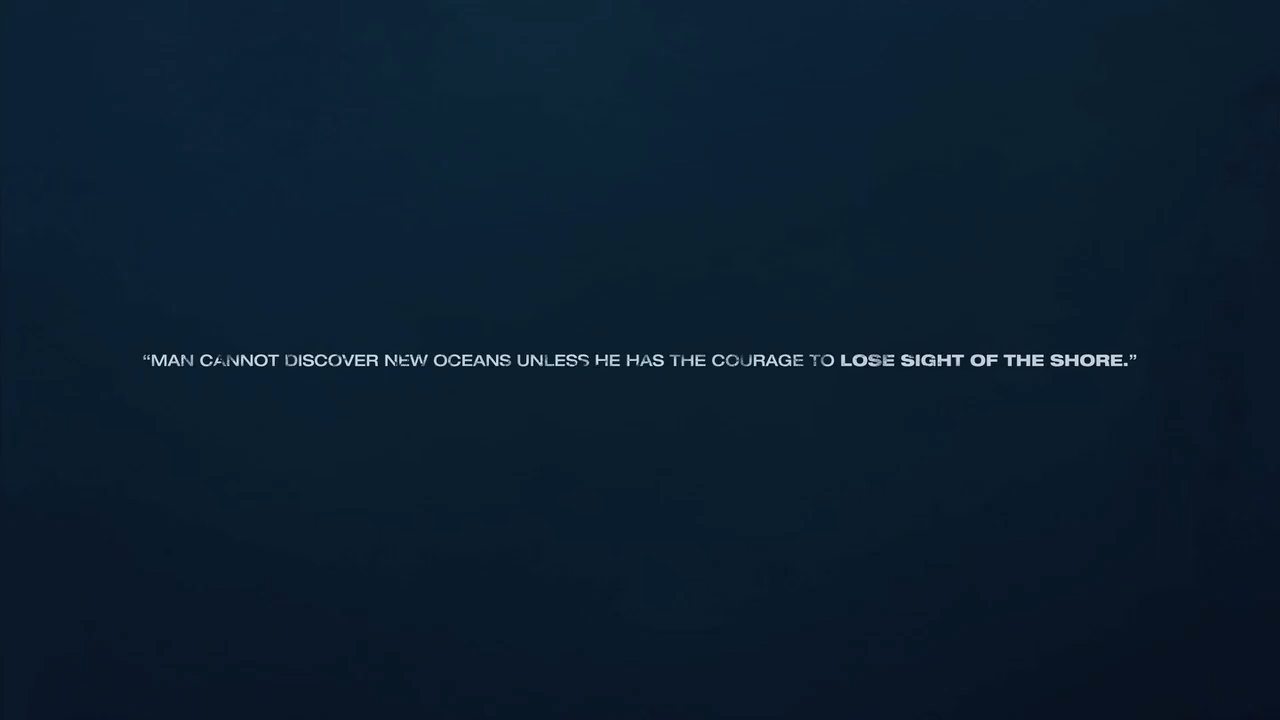 “MAN CANNOT DISCOVER NEW OCEANS UNLESS HE HAS THE COURAGE TO LOSE SIGHT OF THE SHORE.”